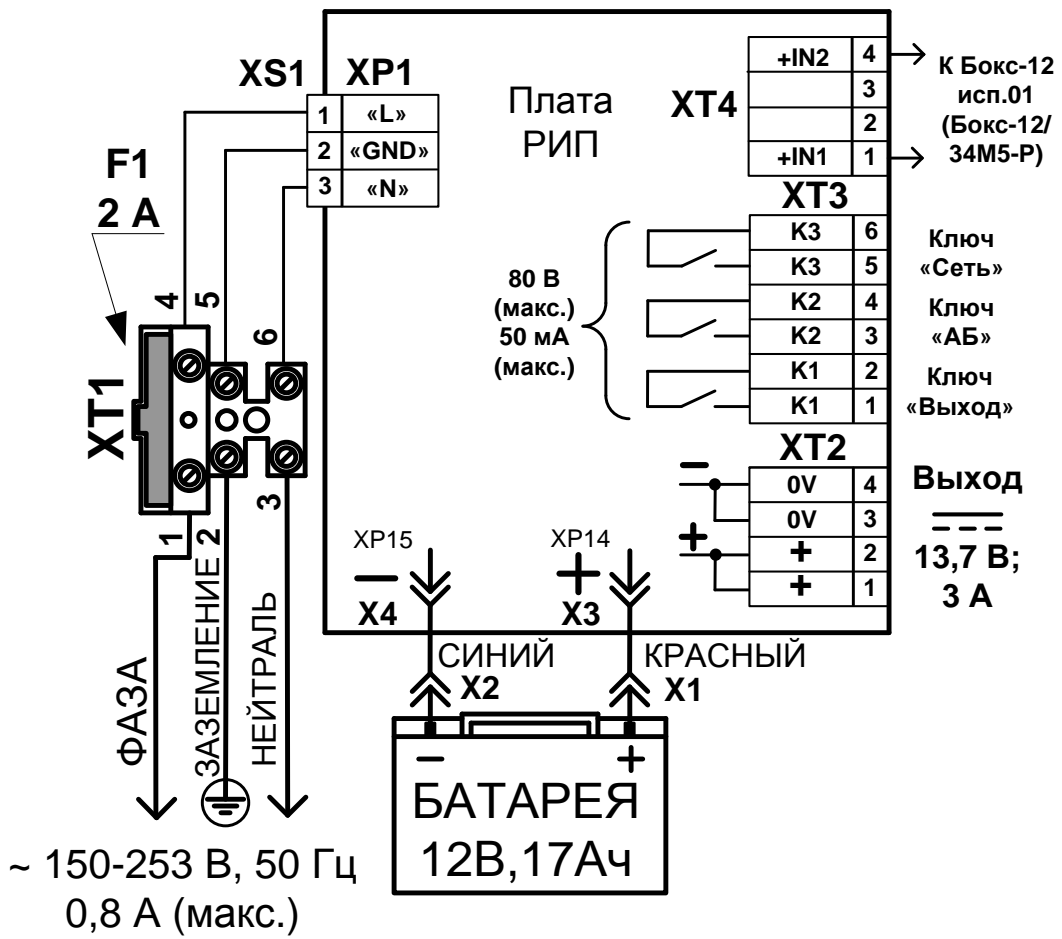 XS1 XP1
1 «L»
2 «GND»
3 «N»
Плата
РИП
XT4
+IN2 4
3
2
+IN1 1
К Бокс-12
исп.01
(Бокс-12/
34М5-Р)
F1
2 А
XT3
K3 6
K3 5
K2 4
K2 3
K1 2
K1 1
Ключ
«Сеть»
Ключ
«АБ»
Ключ
«Выход»
80 В
(макс.)
50 мА
(макс.)
4
5
6
XT1
1
2
3
XT2
− 0V 4
0V 3
+ + 2
+ 1
Выход
13,7 В;
3 А
XP15
−
X4
XP14
+
X3
СИНИЙ
X2
КРАСНЫЙ
X1
ФАЗА
ЗАЗЕМЛЕНИЕ
НЕЙТРАЛЬ
− +
БАТАРЕЯ
12В,17Ач
~ 150-253 В, 50 Гц
0,8 А (макс.)